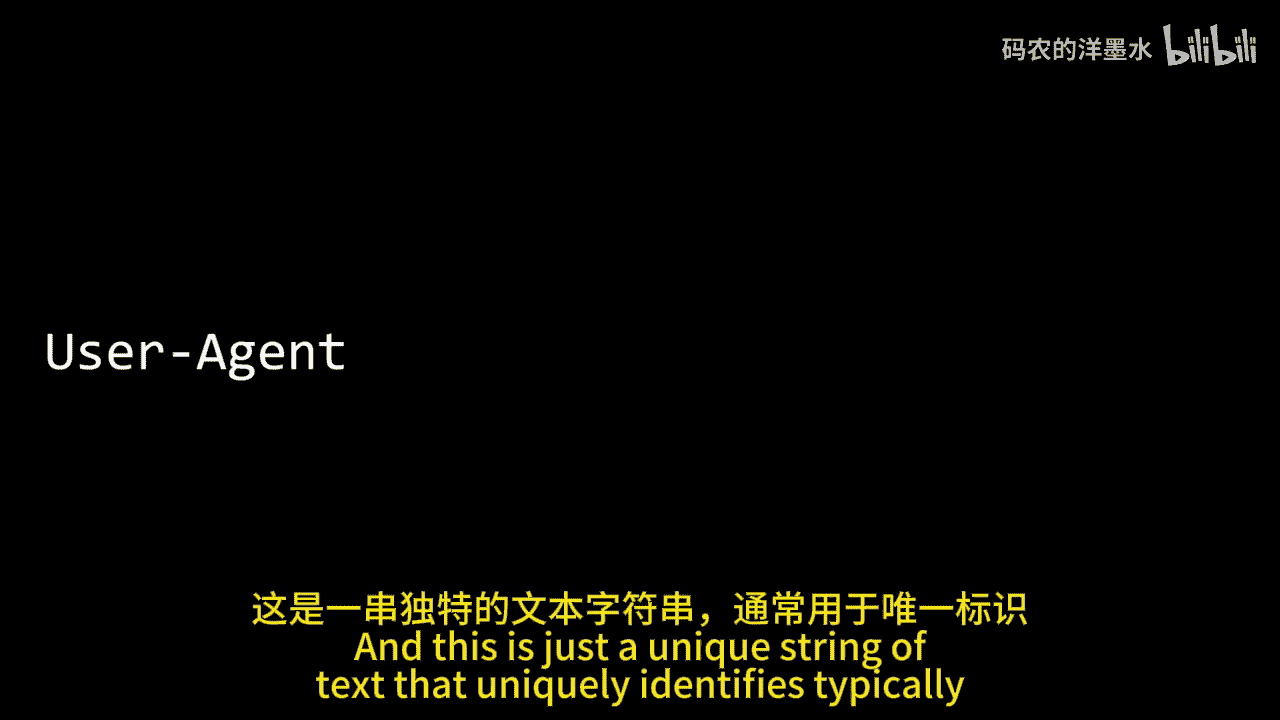 码农的洋墨水 bilibili
User-Agent
这是一串独特的文本字符串，通常用于唯一标识
And this is just a unique string of
text that uniquely identifies typically